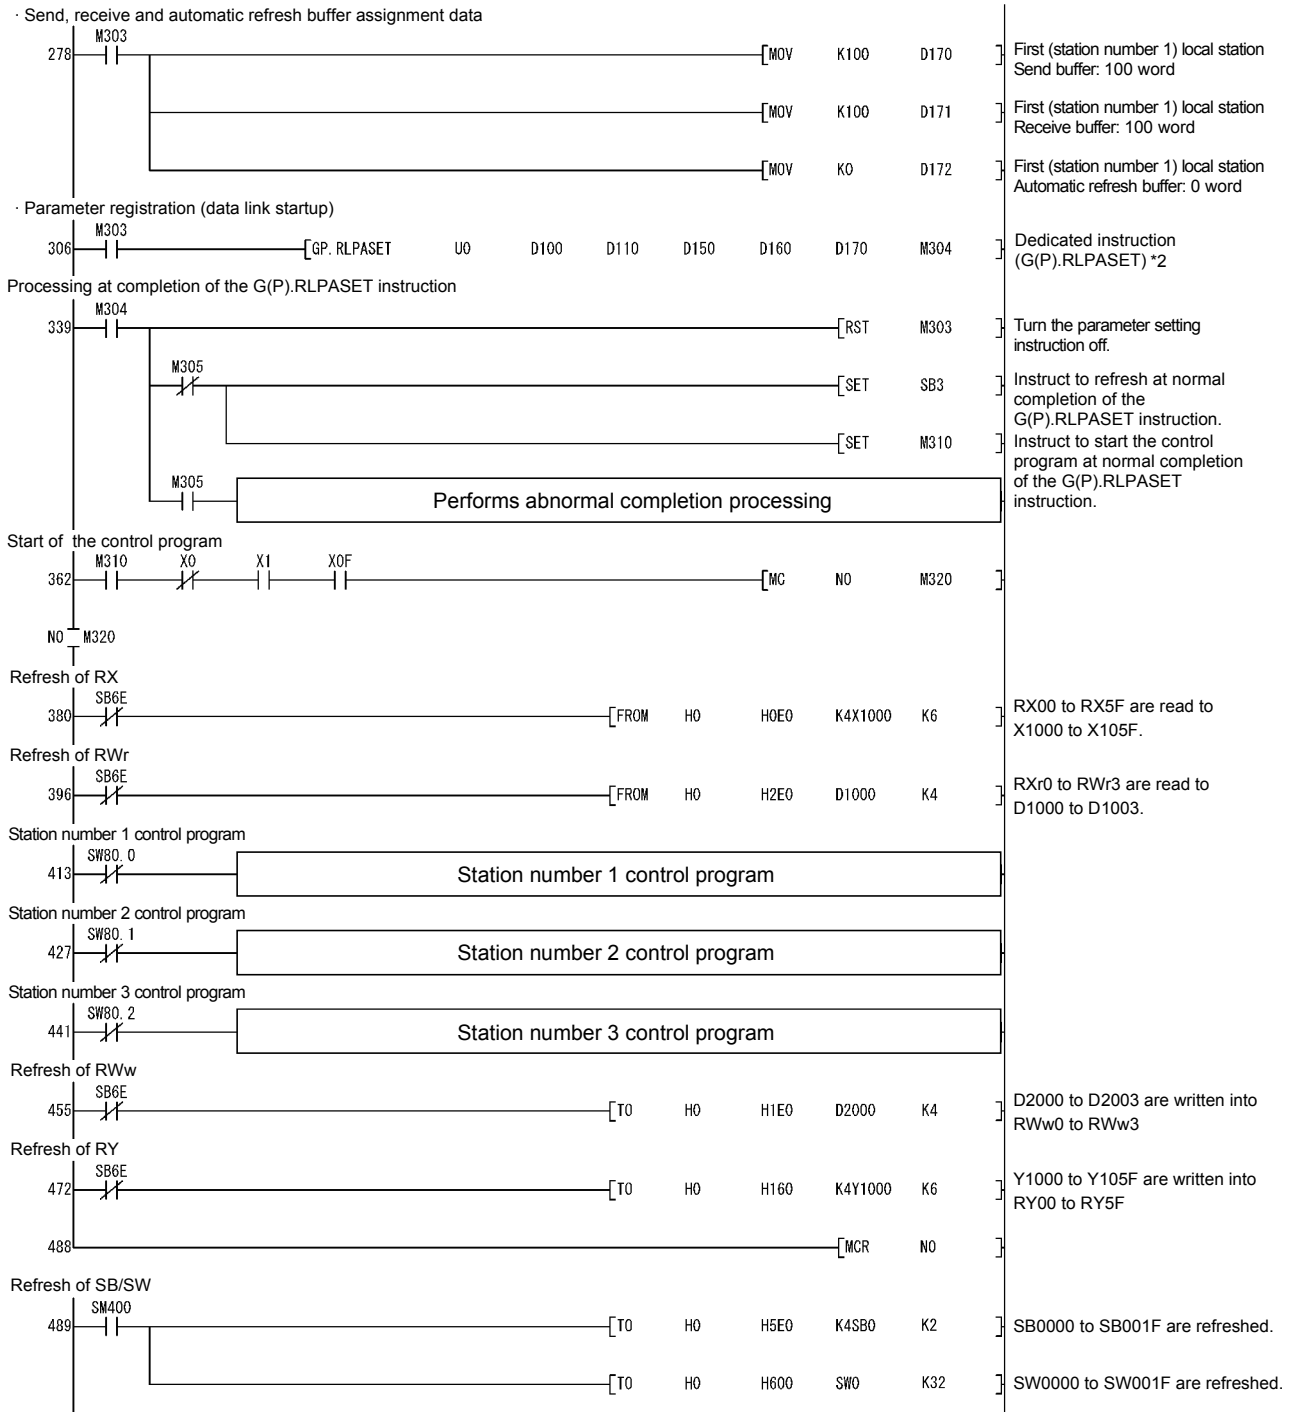 · Send, receive and automatic refresh buffer assignment data
M303
278 MOV K100 D170 First (station number 1) local station
Send buffer: 100 word
MOV K100 D171 First (station number 1) local station
Receive buffer: 100 word
MOV K0 D172 First (station number 1) local station
Automatic refresh buffer: 0 word
· Parameter registration (data link startup)
M303
306 GP.RLPASET U0 D100 D110 D150 D160 D170 M304 Dedicated instruction
(G(P).RLPASET) *2
Processing at completion of the G(P).RLPASET instruction
M304
339 RST M303 Turn the parameter setting
instruction off.
M305
SET SB3 Instruct to refresh at normal
completion of the
G(P).RLPASET instruction.
SET M310 Instruct to start the control
program at normal completion
of the G(P).RLPASET
instruction.
M305
Performs abnormal completion processing
Start of the control program
M310 X0 X1 X0F
362 MC N0 M320
N0 M320
Refresh of RX
SB6E
380 FROM H0 H0E0 K4X1000 K6 RX00 to RX5F are read to
X1000 to X105F.
Refresh of RWr
SB6E
396 FROM H0 H2E0 D1000 K4 RXr0 to RWr3 are read to
D1000 to D1003.
Station number 1 control program
SW80.0
413 Station number 1 control program
Station number 2 control program
SW80.1
427 Station number 2 control program
Station number 3 control program
SW80.2
441 Station number 3 control program
Refresh of RWw
SB6E
455 TO H0 H1E0 D2000 K4 D2000 to D2003 are written into
RWw0 to RWw3
Refresh of RY
SB6E
472 TO H0 H160 K4Y1000 K6 Y1000 to Y105F are written into
RY00 to RY5F
488 MCR N0
Refresh of SB/SW
SM400
489 TO H0 H5E0 K4SB0 K2 SB0000 to SB001F are refreshed.
TO H0 H600 SW0 K32 SW0000 to SW001F are refreshed.